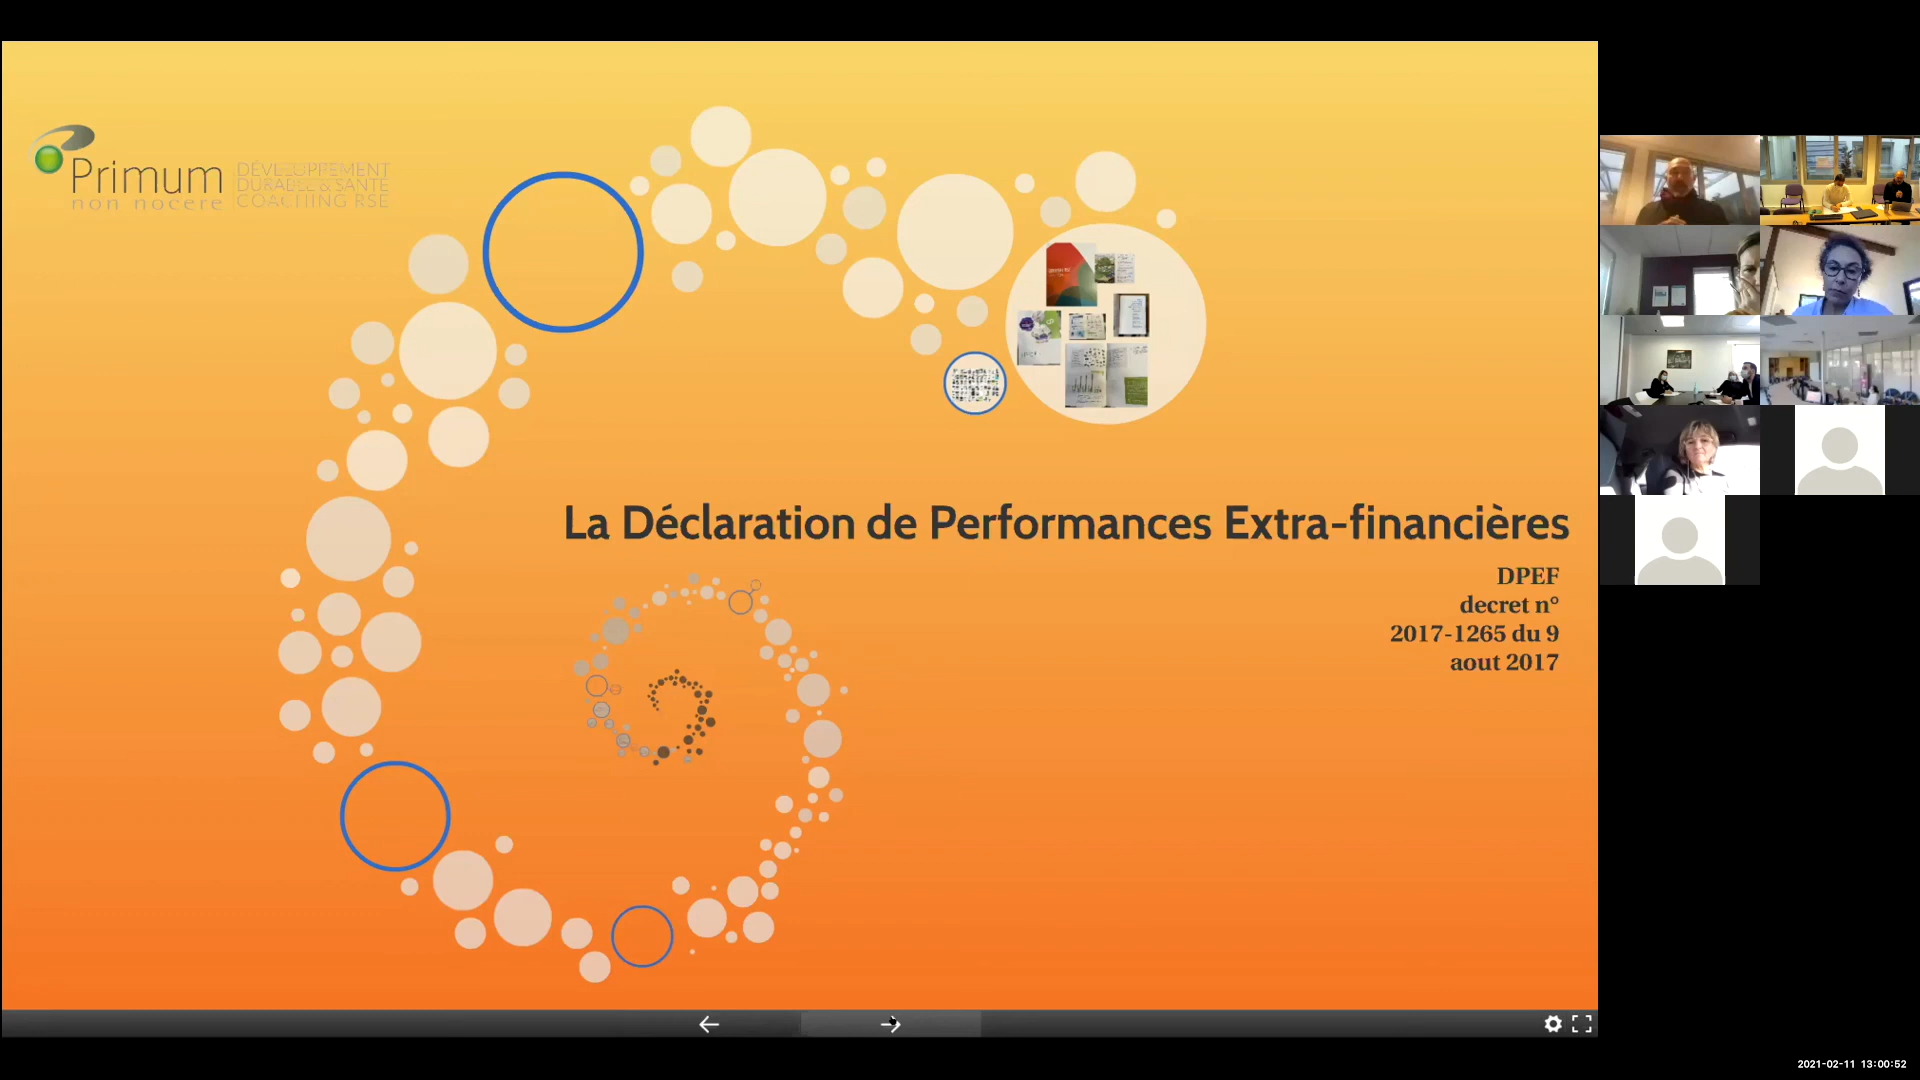 Primum
non nocere
DÉVELOPPEMENT
DURABLE & SANTE
COACHING RSE
La Déclaration de Performances Extra-financières
DPEF
decret n°
2017-1265 du 9
aout 2017
2021-02-11 13:00:52